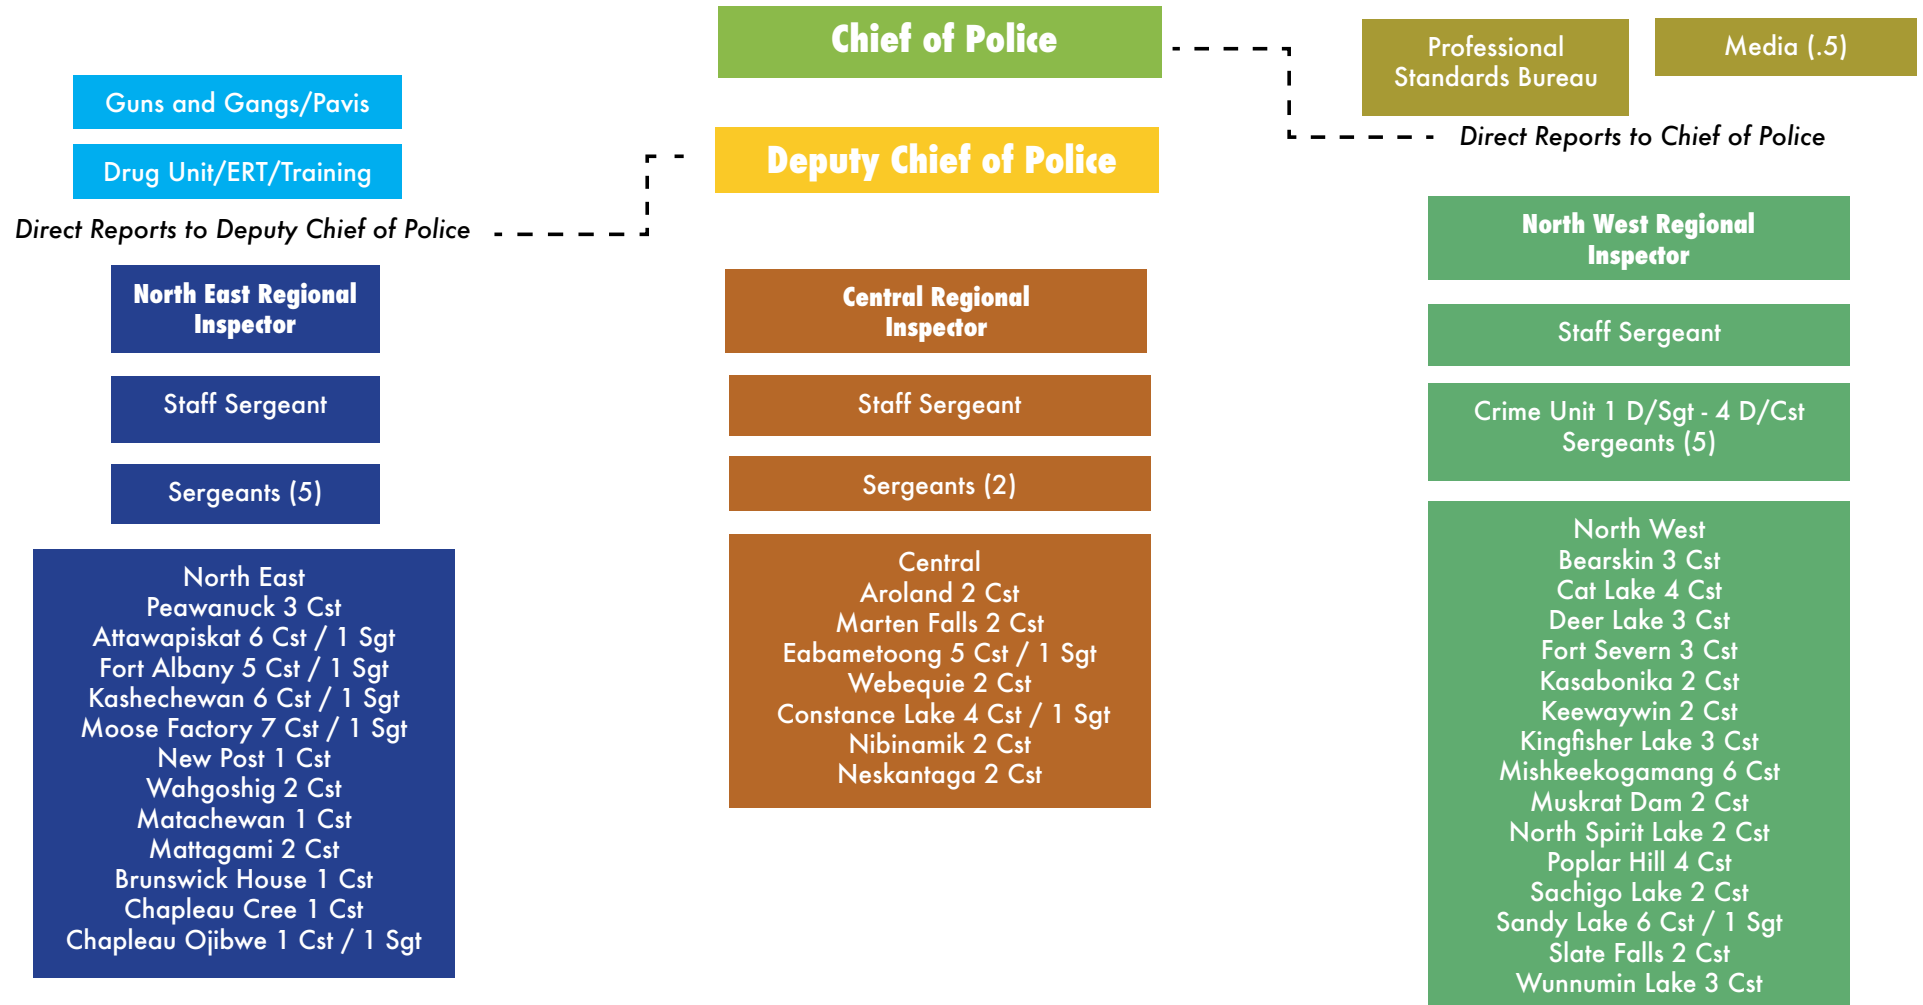 Chief of Police
Professional
Standards Bureau
Media (.5)
Direct Reports to Chief of Police
Guns and Gangs/Pavis
Drug Unit/ERT/Training
Direct Reports to Deputy Chief of Police
Deputy Chief of Police
North East Regional
Inspector
Staff Sergeant
Sergeants (5)
North East
Peawanuck 3 Cst
Attawapiskat 6 Cst / 1 Sgt
Fort Albany 5 Cst / 1 Sgt
Kashechewan 6 Cst / 1 Sgt
Moose Factory 7 Cst / 1 Sgt
New Post 1 Cst
Wahgoshig 2 Cst
Matachewan 1 Cst
Mattagami 2 Cst
Brunswick House 1 Cst
Chapleau Cree 1 Cst
Chapleau Ojibwe 1 Cst / 1 Sgt
Central Regional
Inspector
Staff Sergeant
Sergeants (2)
Central
Aroland 2 Cst
Marten Falls 2 Cst
Eabametoong 5 Cst / 1 Sgt
Webequie 2 Cst
Constance Lake 4 Cst / 1 Sgt
Nibinamik 2 Cst
Neskantaga 2 Cst
North West Regional
Inspector
Staff Sergeant
Crime Unit 1 D/Sgt - 4 D/Cst
Sergeants (5)
North West
Bearskin 3 Cst
Cat Lake 4 Cst
Deer Lake 3 Cst
Fort Severn 3 Cst
Kasabonika 2 Cst
Keewaywin 2 Cst
Kingfisher Lake 3 Cst
Mishkeekogamang 6 Cst
Muskrat Dam 2 Cst
North Spirit Lake 2 Cst
Poplar Hill 4 Cst
Sachigo Lake 2 Cst
Sandy Lake 6 Cst / 1 Sgt
Slate Falls 2 Cst
Wunnumin Lake 3 Cst